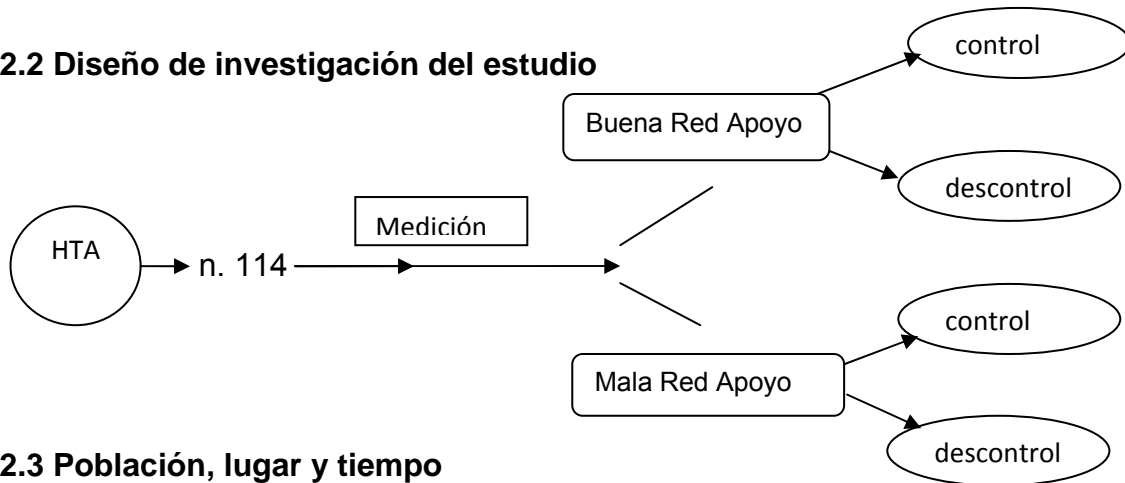 2.2 Diseño de investigación del estudio
control
Buena Red Apoyo
descontrol
Medición
HTA
n. 114
control
Mala Red Apoyo
descontrol
2.3 Población, lugar y tiempo